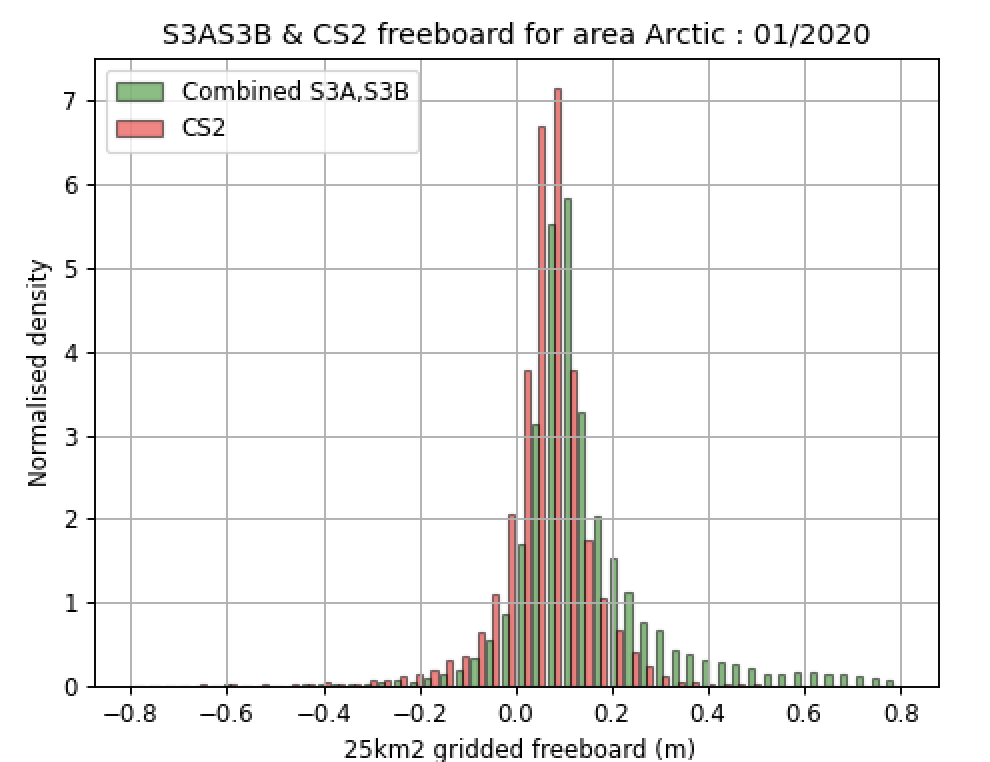 S3AS3B & CS2 freeboard for area Arctic : 01/2020
Combined S3A,S3B
CS2
Normalised density
7
6
5
4
3
2
1
0
−0.8 −0.6 −0.4 −0.2 0.0 0.2 0.4 0.6 0.8
25km2 gridded freeboard (m)